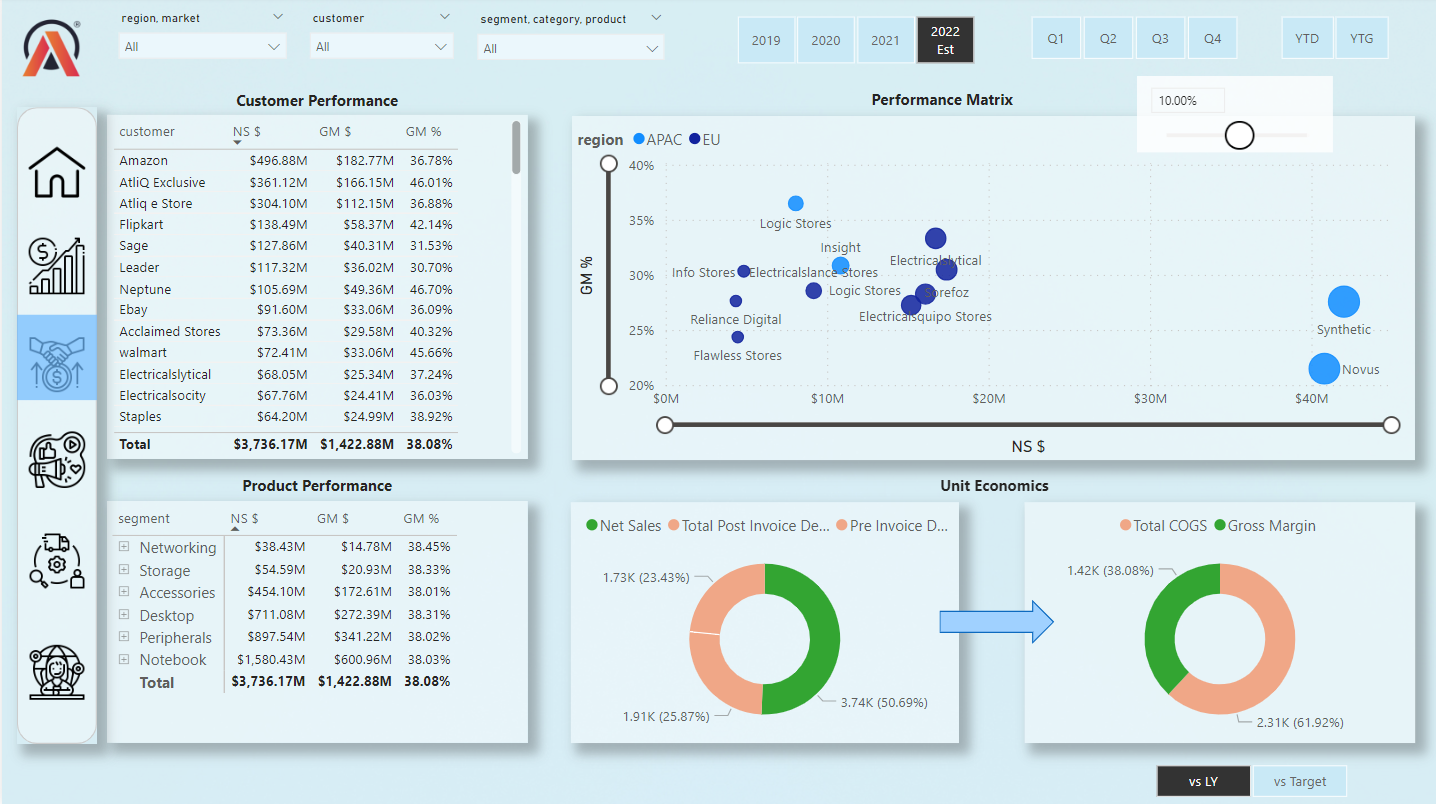 region, market
customer
segment, category, product
All
All
All
2019
2020
2021
2022
Est
Q1
Q2
Q3
Q4
YTD
YTG
Customer Performance
customer NS $ GM $ GM %
Amazon $496.88M $182.77M 36.78%
AtliQ Exclusive $361.12M $166.15M 46.01%
Atliq e Store $304.10M $112.15M 36.88%
Flipkart $138.49M $58.37M 42.14%
Sage $127.86M $40.31M 31.53%
Leader $117.32M $36.02M 30.70%
Neptune $105.69M $49.36M 46.70%
Ebay $91.60M $33.06M 36.09%
Acclaimed Stores $73.36M $29.58M 40.32%
walmart $72.41M $33.06M 45.66%
Electricalslytical $68.05M $25.34M 37.24%
Electricalsocity $67.76M $24.41M 36.03%
Staples $64.20M $24.99M 38.92%
Total $3,736.17M $1,422.88M 38.08%
Performance Matrix
10.00%
region APAC EU
GM %
40%
35%
30%
25%
20%
Logic Stores
Insight
Electricalslytical
Info Stores
Electricalslance Stores
Logic Stores
Sorefoz
Reliance Digital
Electricalsquipo Stores
Flawless Stores
Synthetic
Novus
$0M $10M $20M $30M $40M
NS $
Product Performance
segment NS $ GM $ GM %
Networking $38.43M $14.78M 38.45%
Storage $54.59M $20.93M 38.33%
Accessories $454.10M $172.61M 38.01%
Desktop $711.08M $272.39M 38.31%
Peripherals $897.54M $341.22M 38.02%
Notebook $1,580.43M $600.96M 38.03%
Total $3,736.17M $1,422.88M 38.08%
Unit Economics
Net Sales Total Post Invoice De... Pre Invoice D...
1.73K (23.43%)
1.91K (25.87%)
3.74K (50.69%)
Total COGS Gross Margin
1.42K (38.08%)
2.31K (61.92%)
vs LY
vs Target